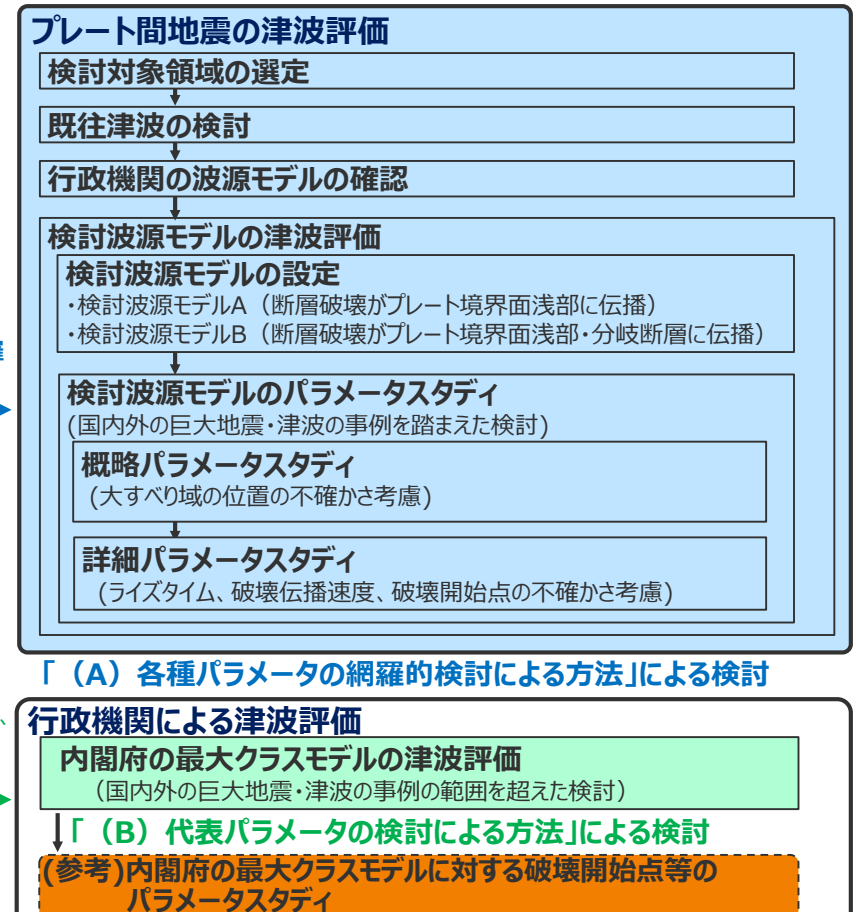 プレート間地震の津波評価
検討対象領域の選定
既往津波の検討
行政機関の波源モデルの確認
検討波源モデルの津波評価
検討波源モデルの設定
・検討波源モデルA（断層破壊がプレート境界面浅部に伝播）
・検討波源モデルB（断層破壊がプレート境界面浅部・分岐断層に伝播）
検討波源モデルのパラメータスタディ
(国内外の巨大地震・津波の事例を踏まえた検討)
概略パラメータスタディ
(大すべり域の位置の不確かさ考慮)
詳細パラメータスタディ
(ライズタイム、破壊伝播速度、破壊開始点の不確かさ考慮)
「（A）各種パラメータの網羅的検討による方法」による検討
行政機関による津波評価
内閣府の最大クラスモデルの津波評価
（国内外の巨大地震・津波の事例の範囲を超えた検討）
「（B）代表パラメータの検討による方法」による検討
(参考)内閣府の最大クラスモデルに対する破壊開始点等の
パラメータスタディ